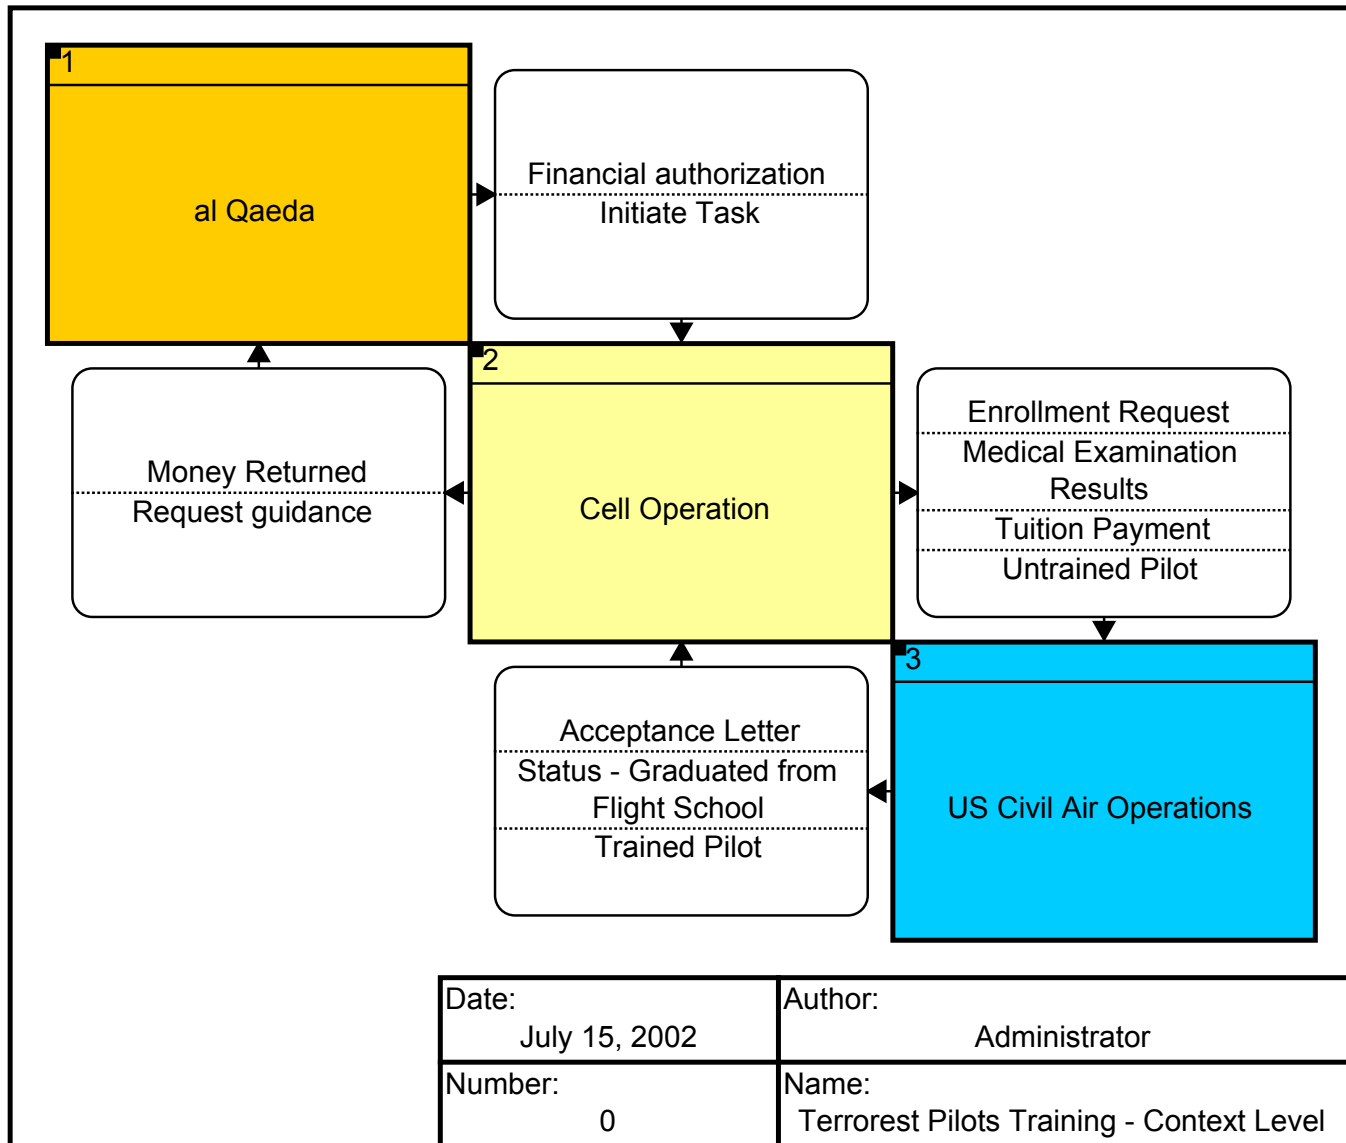 1
al Qaeda
Financial authorization
Initiate Task
Money Returned
Request guidance
2
Cell Operation
Enrollment Request
Medical Examination
Results
Tuition Payment
Untrained Pilot
Acceptance Letter
Status - Graduated from
Flight School
Trained Pilot
3
US Civil Air Operations
Date:
July 15, 2002
Author:
Administrator
Number:
0
Name:
Terrorest Pilots Training - Context Level